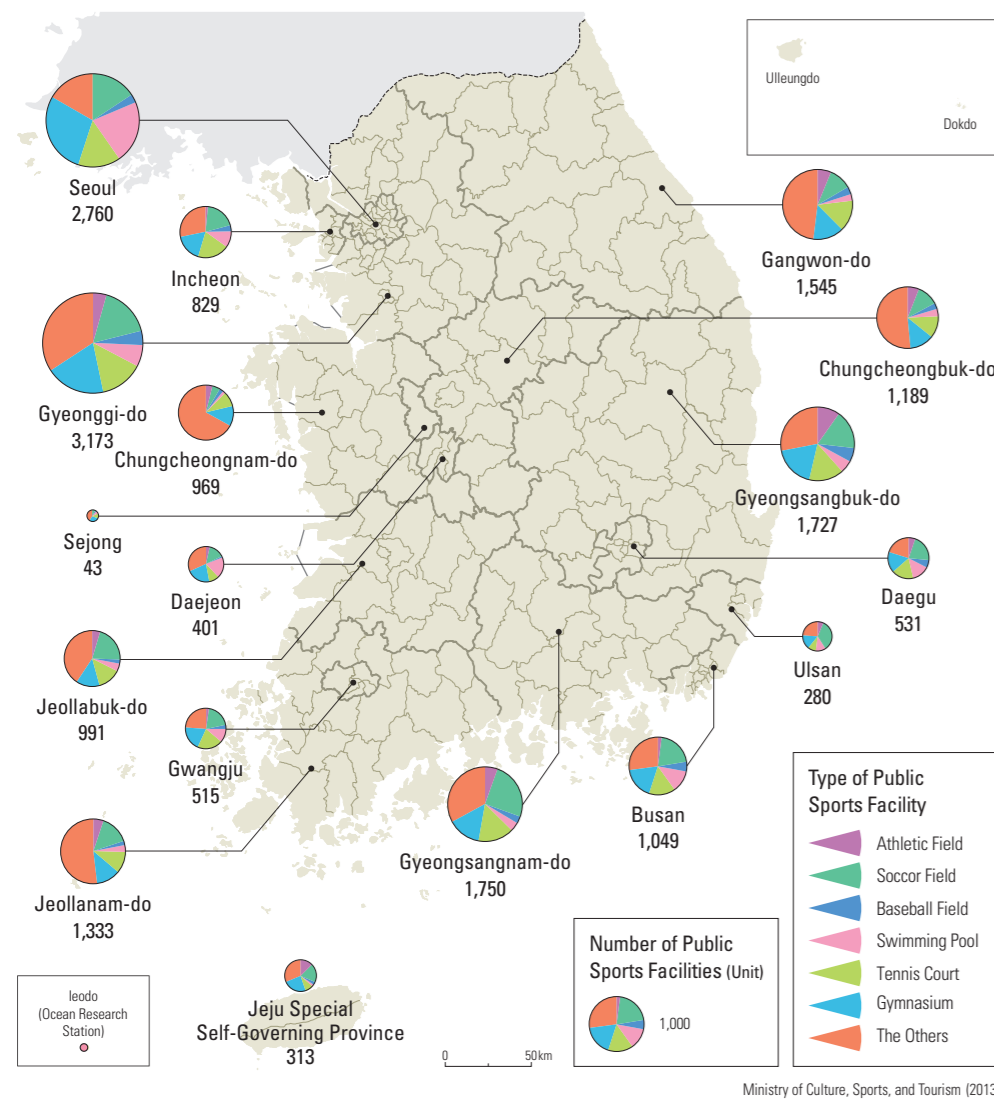 Ulleungdo
Dokdo
Seoul
2,760
Incheon
829
Gangwon-do
1,545
Gyeonggi-do
3,173
Chungcheongbuk-do
1,189
Chungcheongnam-do
969
Gyeongsangbuk-do
1,727
Sejong
43
Daejeon
401
Daegu
531
Ulsan
280
Jeollabuk-do
991
Gwangju
515
Busan
1,049
Gyeongsangnam-do
1,750
Jeollanam-do
1,333
Type of Public
Sports Facility
Athletic Field
Soccor Field
Baseball Field
Swimming Pool
Tennis Court
Gymnasium
The Others
Number of Public
Sports Facilities (Unit)
1,000
Ieodo
(Ocean Research
Station)
Jeju Special
Self-Governing Province
313
0 50km
Ministry of Culture, Sports, and Tourism (2013